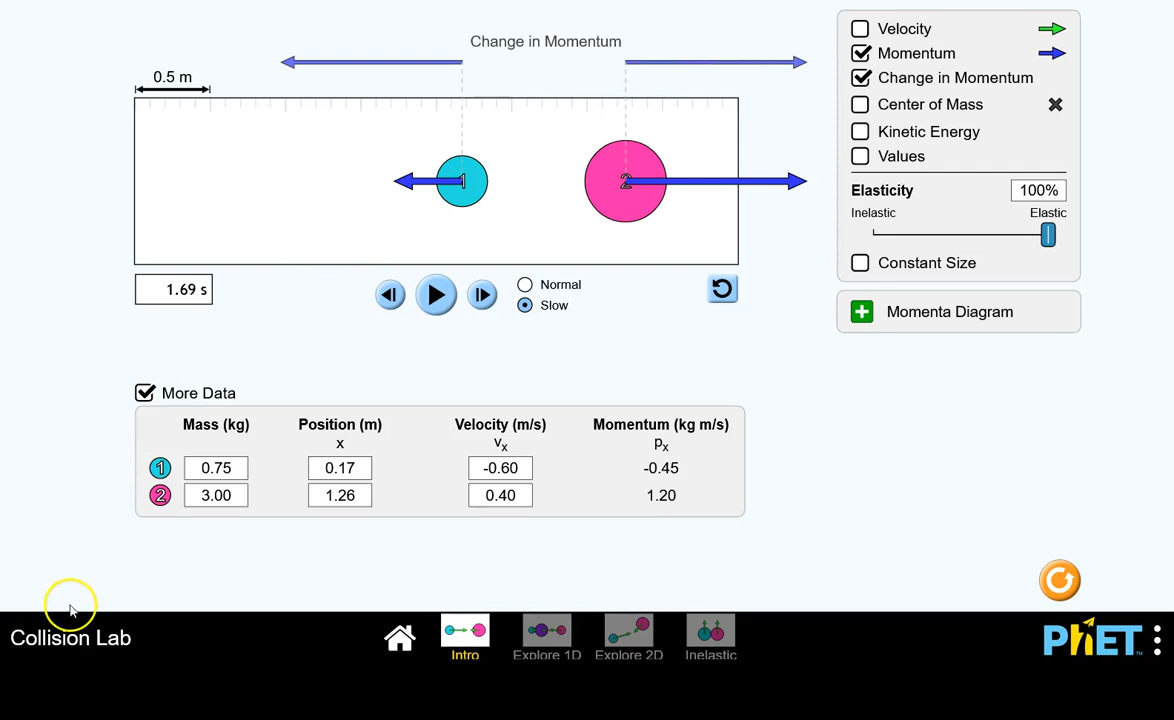 Change in Momentum
0.5 m
1
2
1.69 s
Normal
Slow
Velocity
Momentum
Change in Momentum
Center of Mass
Kinetic Energy
Values
Elasticity 100%
Inelastic Elastic
Constant Size
Momenta Diagram
More Data
Mass (kg) Position (m) Velocity (m/s) Momentum (kg m/s)
x vx px
1 0.75 0.17 -0.60 -0.45
2 3.00 1.26 0.40 1.20
Collision Lab
Intro Explore 1D Explore 2D Inelastic
PhET